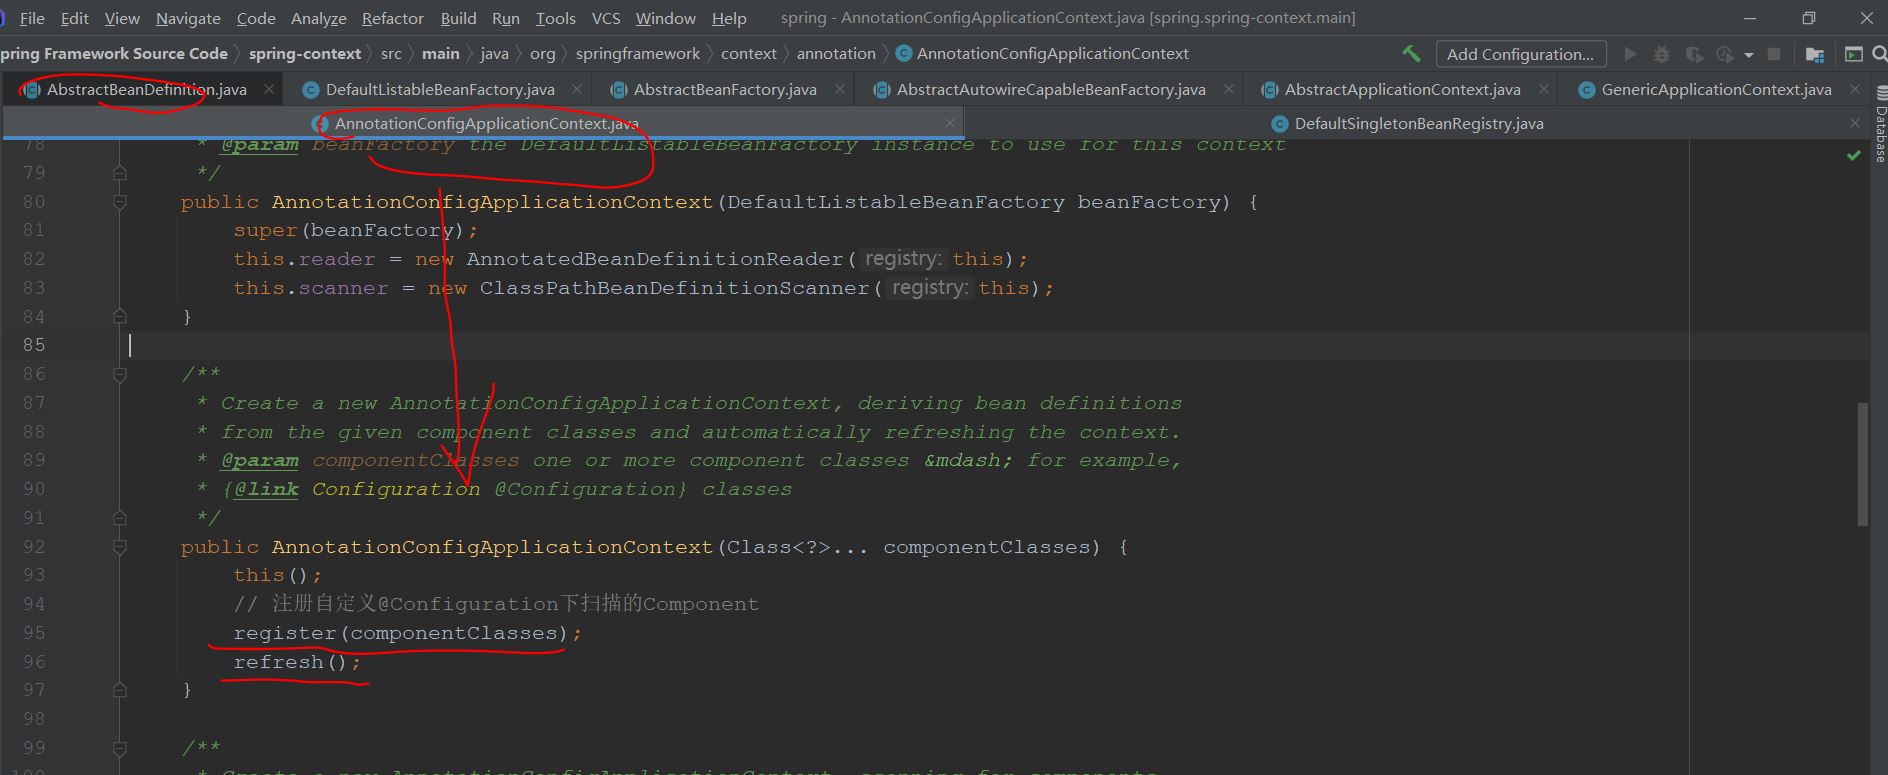 File Edit View Navigate Code Analyze Refactor Build Run Tools VCS Window Help spring - AnnotationConfigApplicationContext.java [spring.spring-context.main]
pring Framework Source Code spring-context src main java org springframework context annotation AnnotationConfigApplicationContext Add Configuration...
AbstractBeanDefinition.java DefaultListableBeanFactory.java AbstractBeanFactory.java AbstractAutowireCapableBeanFactory.java AbstractApplicationContext.java GenericApplicationContext.java
AnnotationConfigApplicationContext.java DefaultSingletonBeanRegistry.java
Database
78 * @param beanFactory the DefaultListableBeanFactory instance to use for this context
79 */
80 public AnnotationConfigApplicationContext(DefaultListableBeanFactory beanFactory) {
81 super(beanFactory);
82 this.reader = new AnnotatedBeanDefinitionReader( registry: this);
83 this.scanner = new ClassPathBeanDefinitionScanner( registry: this);
84 }
85
86 /**
87 * Create a new AnnotationConfigApplicationContext, deriving bean definitions
88 * from the given component classes and automatically refreshing the context.
89 * @param componentClasses one or more component classes &mdash; for example,
90 * {@link Configuration @Configuration} classes
91 */
92 public AnnotationConfigApplicationContext(Class<?>... componentClasses) {
93 this();
94 // 注册自定义@Configuration下扫描的Component
95 register(componentClasses);
96 refresh();
97 }
98
99 /**